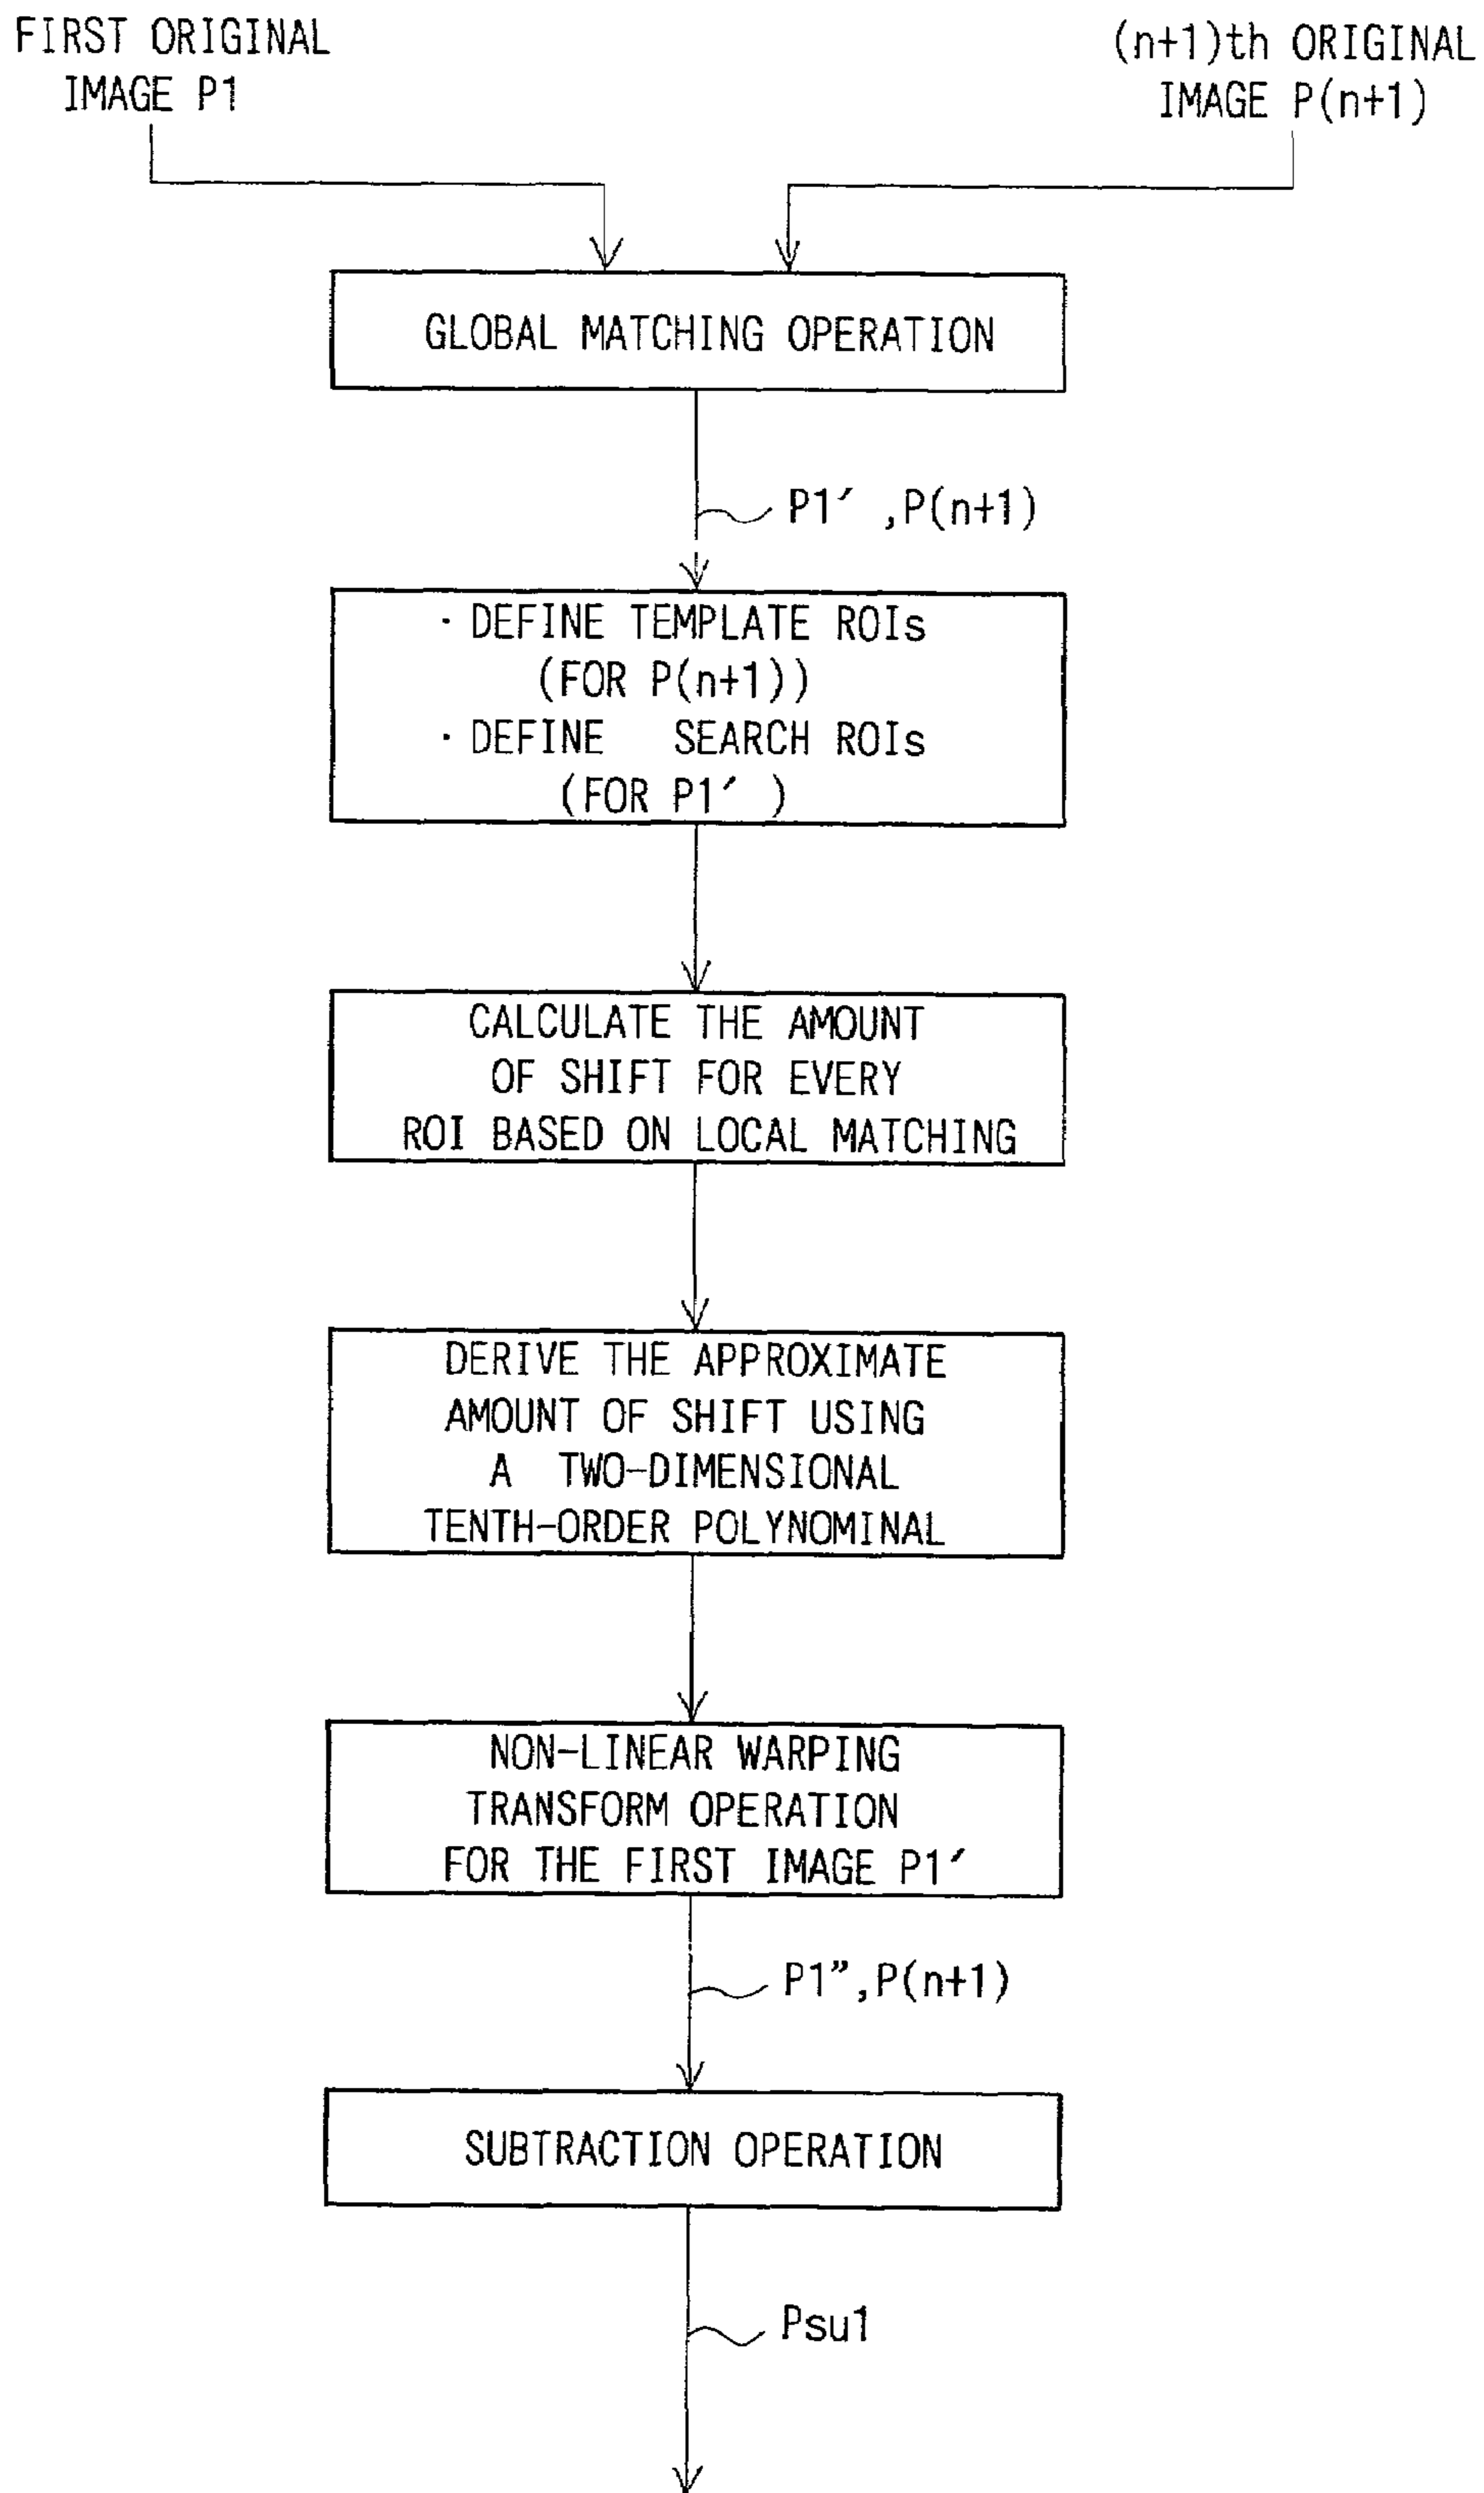 FIRST ORIGINAL
IMAGE P1
(n+1)th ORIGINAL
IMAGE P(n+1)
GLOBAL MATCHING OPERATION
P1′ ,P(n+1)
· DEFINE TEMPLATE ROIs
(FOR P(n+1))
· DEFINE SEARCH ROIs
(FOR P1′ )
CALCULATE THE AMOUNT
OF SHIFT FOR EVERY
ROI BASED ON LOCAL MATCHING
DERIVE THE APPROXIMATE
AMOUNT OF SHIFT USING
A TWO-DIMENSIONAL
TENTH-ORDER POLYNOMINAL
NON-LINEAR WARPING
TRANSFORM OPERATION
FOR THE FIRST IMAGE P1′
P1”,P(n+1)
SUBTRACTION OPERATION
Psu1